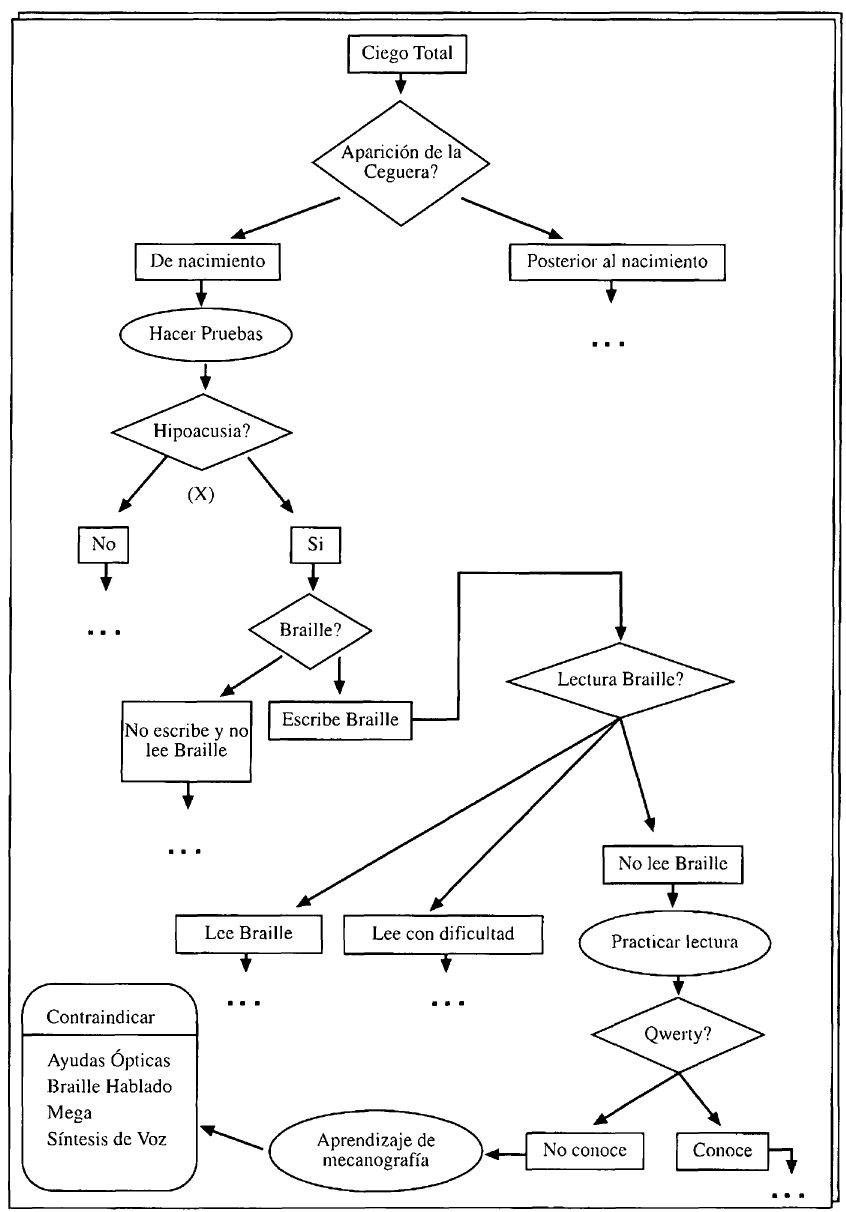 Ciego Total
Aparición de la
Ceguera?
De nacimiento
Posterior al nacimiento
Hacer Pruebas
...
Hipoacusia?
(X)
No
Si
...
Braille?
Lectura Braille?
No escribe y no
lee Braille
Escribe Braille
...
No lee Braille
Lee Braille
Lee con dificultad
Practicar lectura
...
...
Qwerty?
Contraindicar
Ayudas Ópticas
Braille Hablado
Mega
Síntesis de Voz
Aprendizaje de
mecanografía
No conoce
Conoce
...